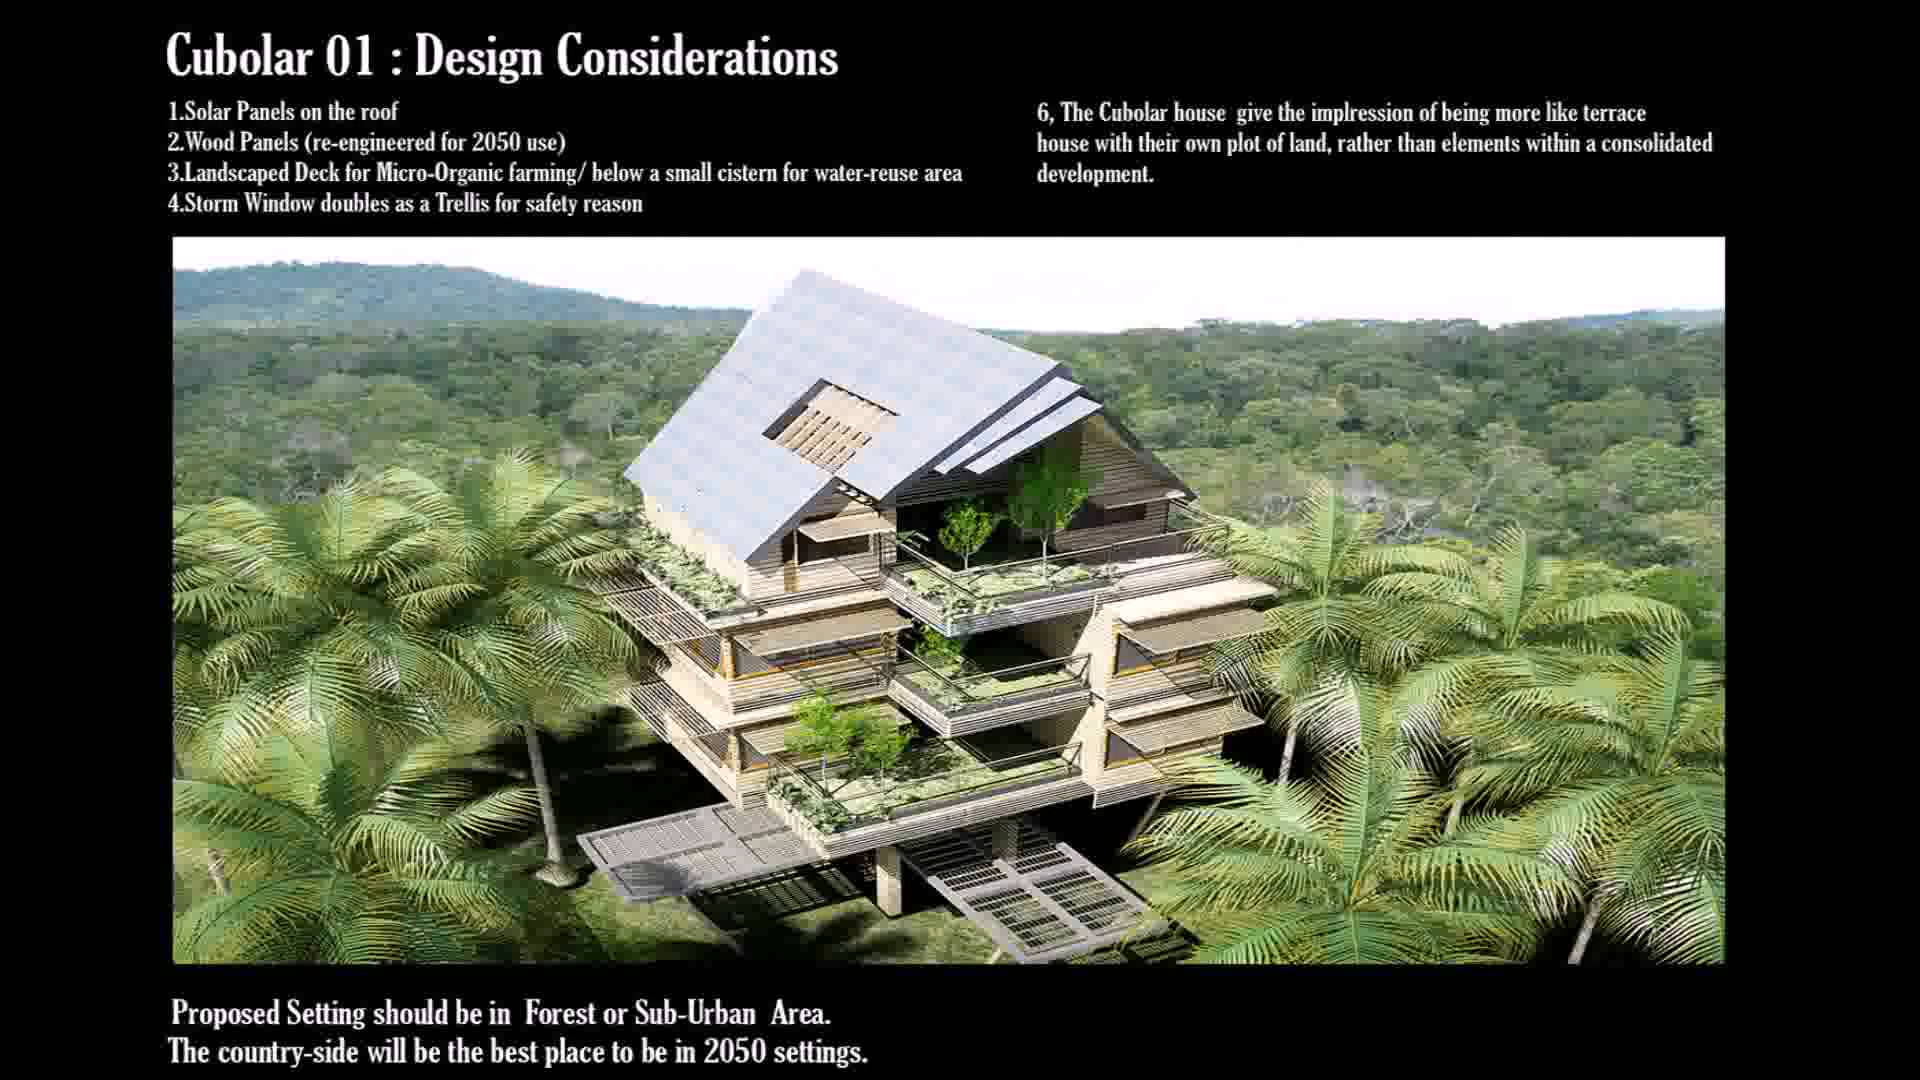 Cubolar 01 : Design Considerations
1.Solar Panels on the roof
2.Wood Panels (re-engineered for 2050 use)
3.Landscaped Deck for Micro-Organic farming/ below a small cistern for water-reuse area
4.Storm Window doubles as a Trellis for safety reason
6, The Cubolar house give the implression of being more like terrace
house with their own plot of land, rather than elements within a consolidated
development.
Proposed Setting should be in Forest or Sub-Urban Area.
The country-side will be the best place to be in 2050 settings.